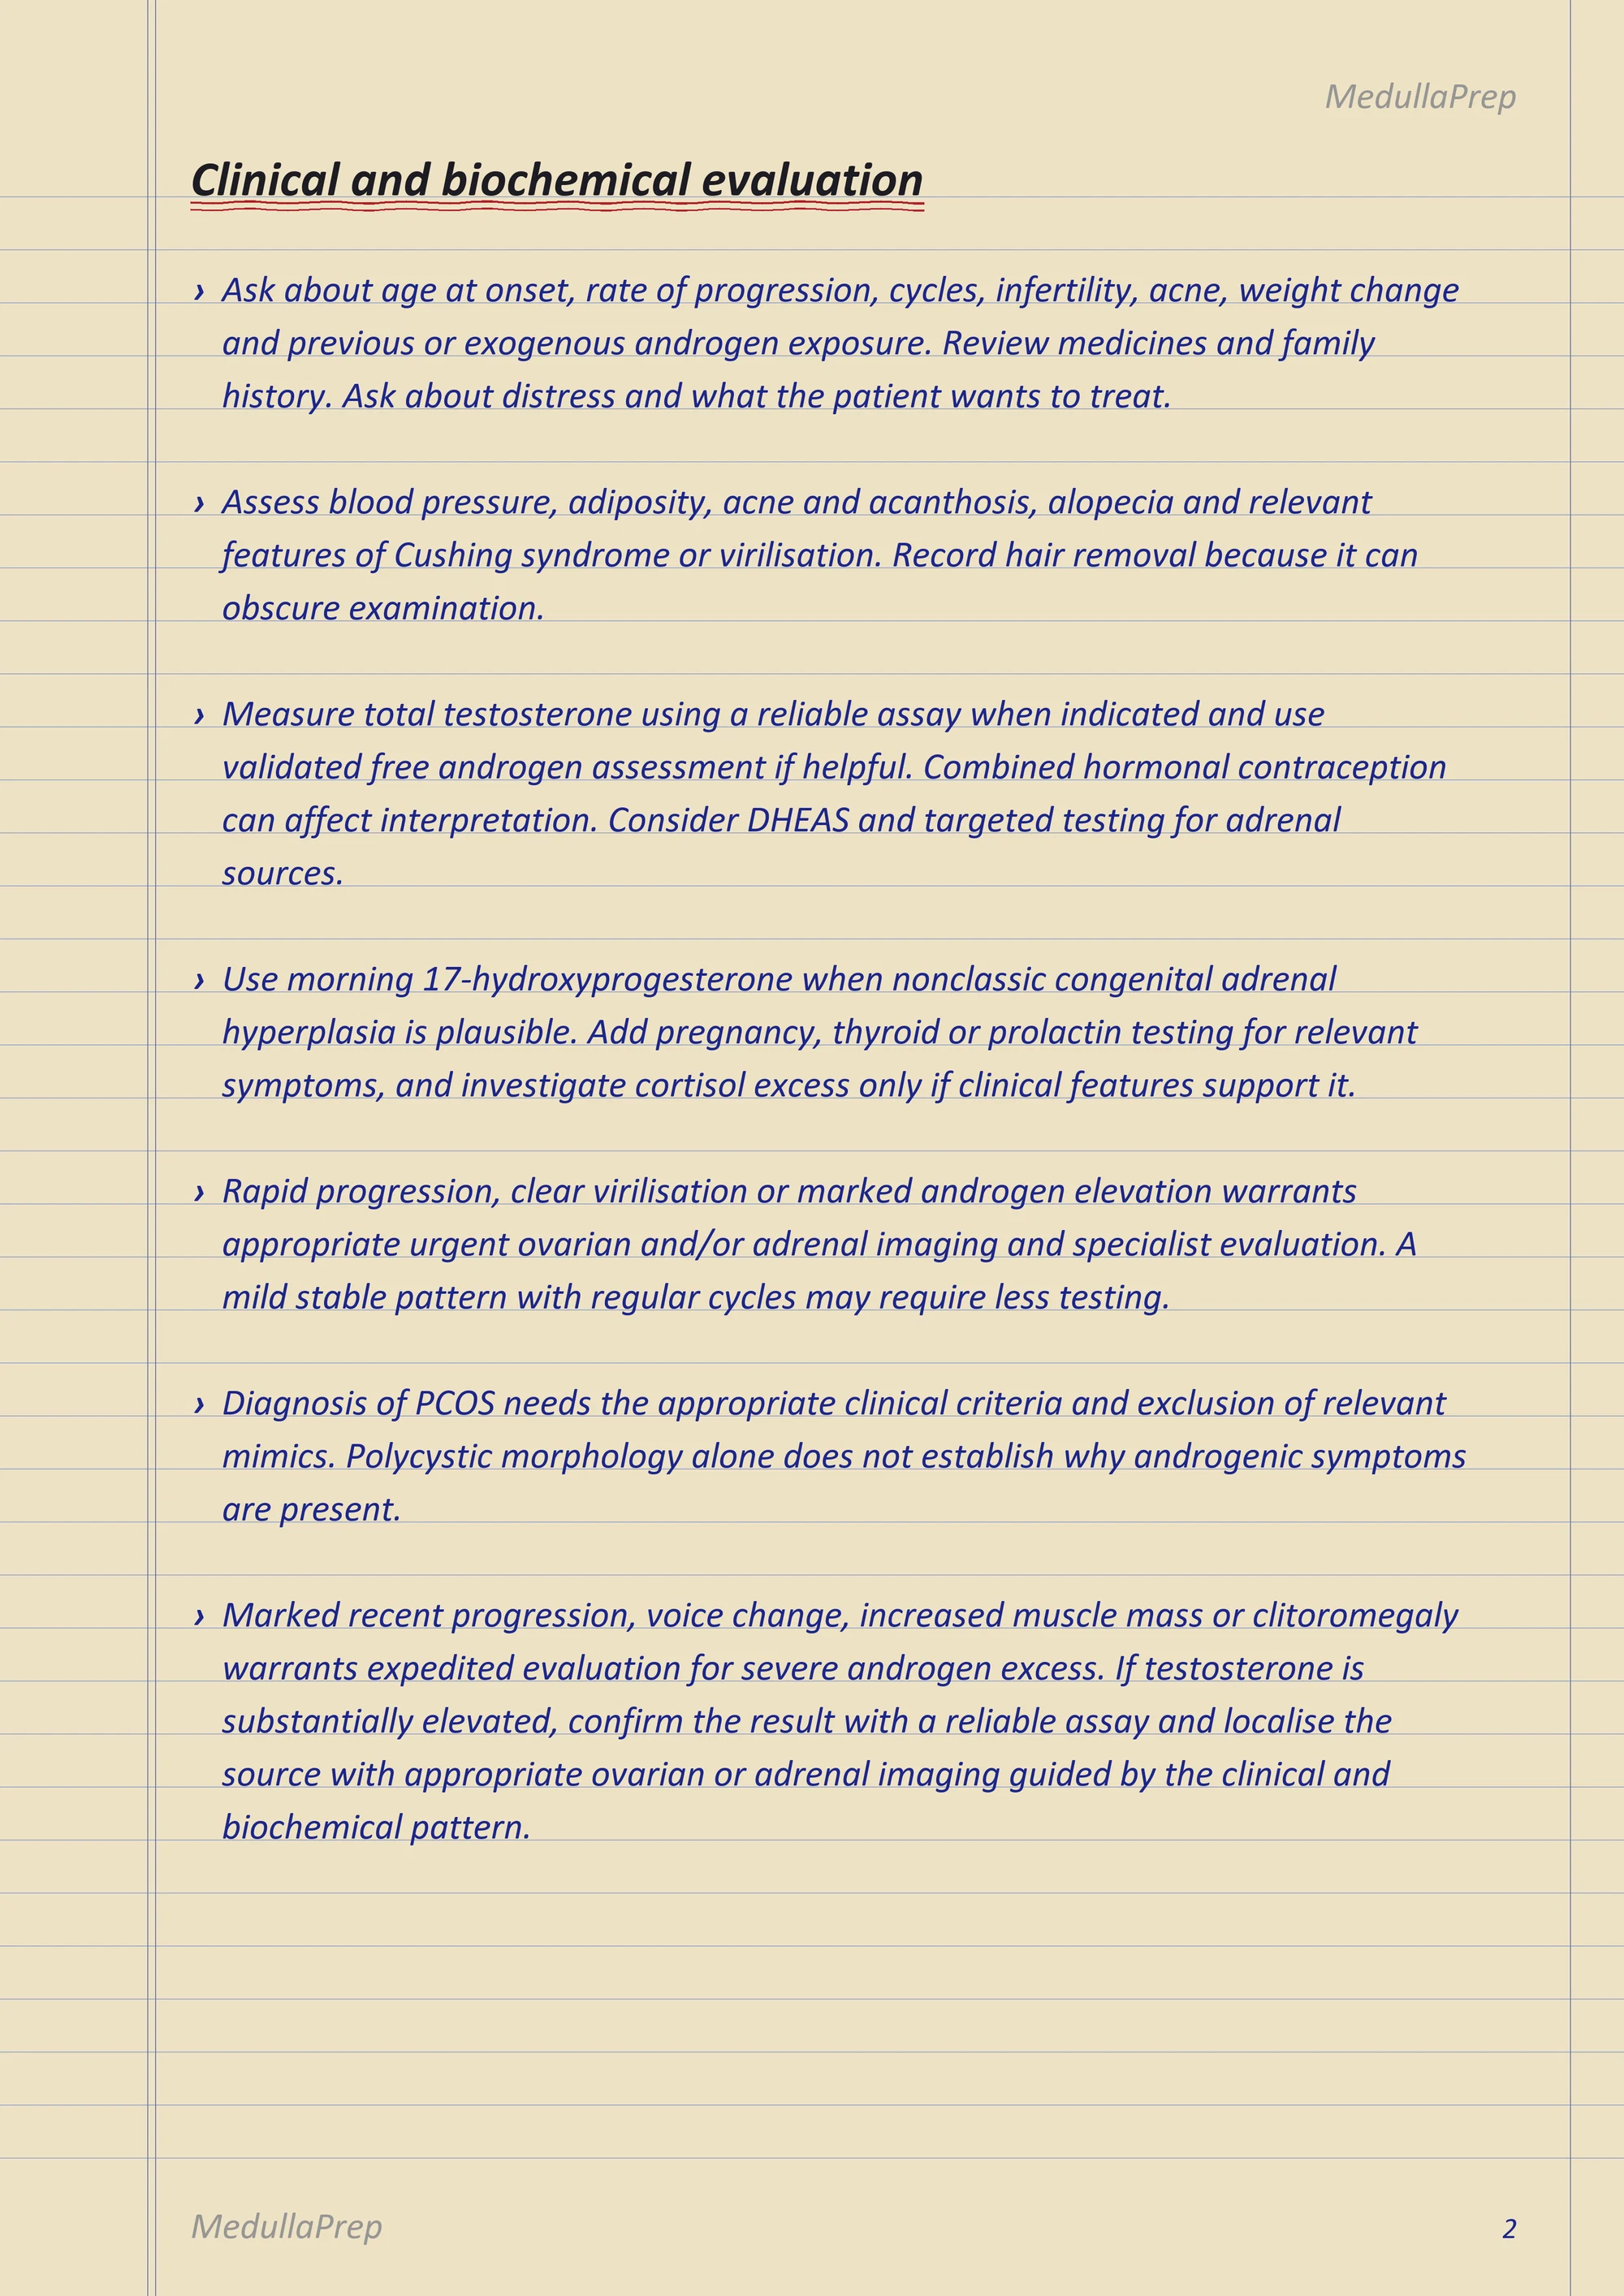 MedullaPrep
Clinical and biochemical evaluation
› Ask about age at onset, rate of progression, cycles, infertility, acne, weight change
and previous or exogenous androgen exposure. Review medicines and family
history. Ask about distress and what the patient wants to treat.
› Assess blood pressure, adiposity, acne and acanthosis, alopecia and relevant
features of Cushing syndrome or virilisation. Record hair removal because it can
obscure examination.
› Measure total testosterone using a reliable assay when indicated and use
validated free androgen assessment if helpful. Combined hormonal contraception
can affect interpretation. Consider DHEAS and targeted testing for adrenal
sources.
› Use morning 17-hydroxyprogesterone when nonclassic congenital adrenal
hyperplasia is plausible. Add pregnancy, thyroid or prolactin testing for relevant
symptoms, and investigate cortisol excess only if clinical features support it.
› Rapid progression, clear virilisation or marked androgen elevation warrants
appropriate urgent ovarian and/or adrenal imaging and specialist evaluation. A
mild stable pattern with regular cycles may require less testing.
› Diagnosis of PCOS needs the appropriate clinical criteria and exclusion of relevant
mimics. Polycystic morphology alone does not establish why androgenic symptoms
are present.
› Marked recent progression, voice change, increased muscle mass or clitoromegaly
warrants expedited evaluation for severe androgen excess. If testosterone is
substantially elevated, confirm the result with a reliable assay and localise the
source with appropriate ovarian or adrenal imaging guided by the clinical and
biochemical pattern.
MedullaPrep
2